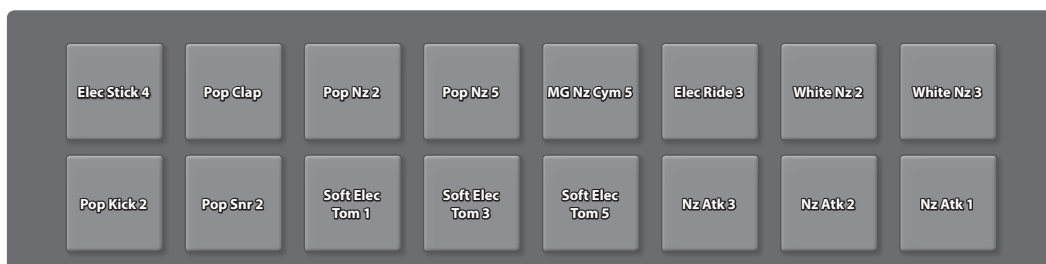 Elec Stick 4
Pop Clap
Pop Nz 2
Pop Nz 5
MG Nz Cym 5
Elec Ride 3
White Nz 2
White Nz 3
Pop Kick 2
Pop Snr 2
Soft Elec
Tom 1
Soft Elec
Tom 3
Soft Elec
Tom 5
Nz Atk 3
Nz Atk 2
Nz Atk 1